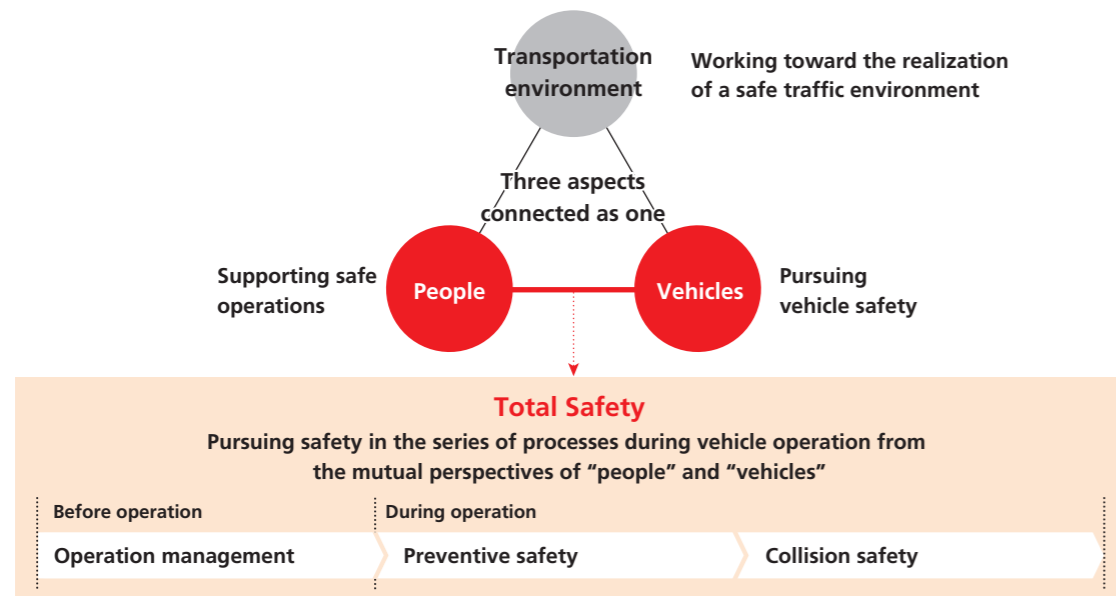 Transportation
environment
Working toward the realization
of a safe traffic environment
Three aspects
connected as one
Supporting safe
operations
People
Vehicles
Pursuing
vehicle safety
Total Safety
Pursuing safety in the series of processes during vehicle operation from
the mutual perspectives of “people” and “vehicles”
Before operation
During operation
Operation management
Preventive safety
Collision safety